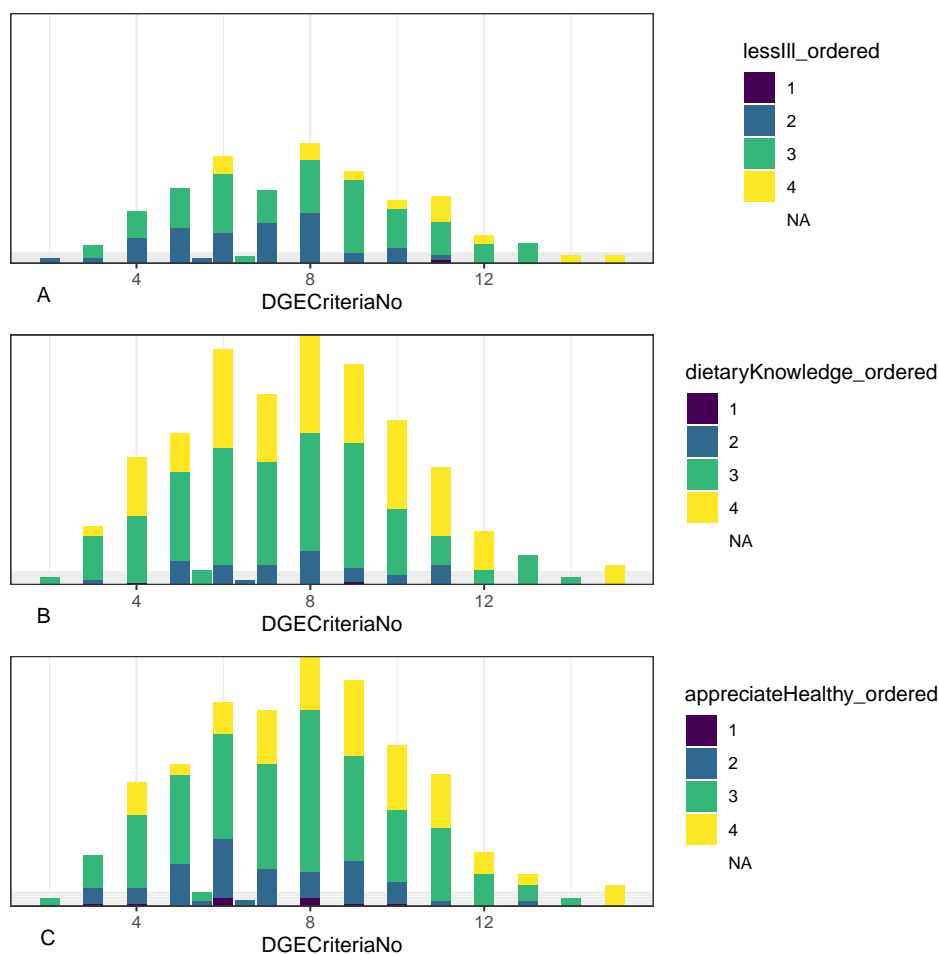 lessIll_ordered
1
2
3
4
NA
4 8 12
A
DGECriteriaNo
dietaryKnowledge_ordered
1
2
3
4
NA
4 8 12
B
DGECriteriaNo
appreciateHealthy_ordered
1
2
3
4
NA
4 8 12
C
DGECriteriaNo